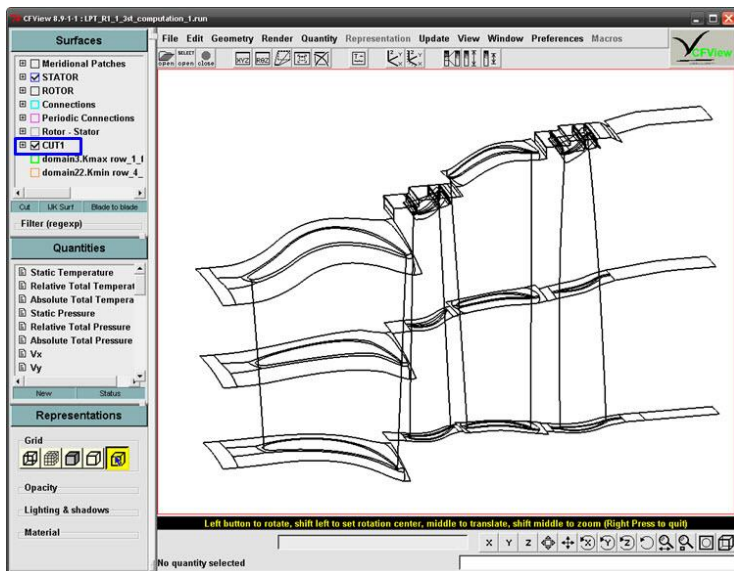 CFView 8.9-1-1 : LPT_R1_1_3st_computation_1.run
Surfaces
File Edit Geometry Render Quantity Representation Update View Window Preferences Macros
SELECT
open open close
XYZ
CFView
Meridional Patches
STATOR
ROTOR
Connections
Periodic Connections
Rotor - Stator
CUT1
domain3.Kmax row_1_
domain22.Kmin row_4_
Cut IJK Surf Blade to blade
Filter (regexp)
Quantities
Static Temperature
Relative Total Temperat
Absolute Total Tempera
Static Pressure
Relative Total Pressure
Absolute Total Pressure
Vx
Vy
New Status
Representations
Grid
Opacity
Lighting & shadows
Material
Left button to rotate, shift left to set rotation center, middle to translate, shift middle to zoom (Right Press to quit)
X Y Z
No quantity selected